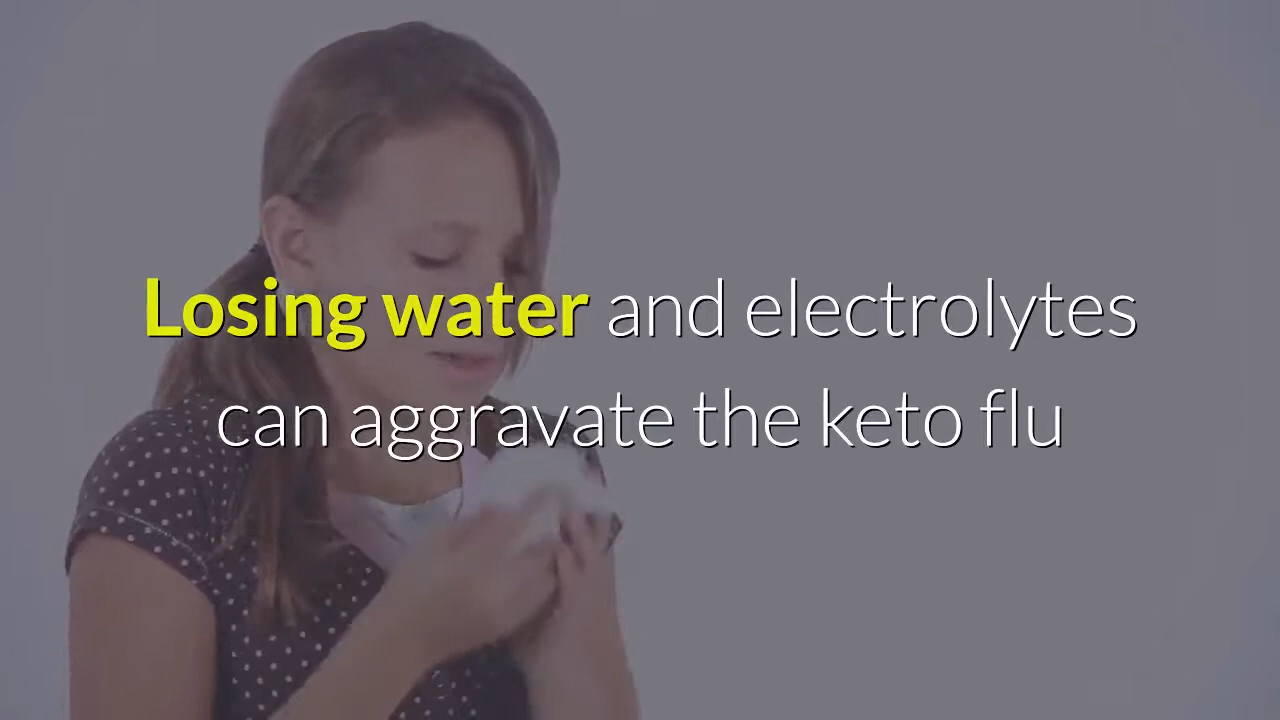 Losing water and electrolytes
can aggravate the keto flu